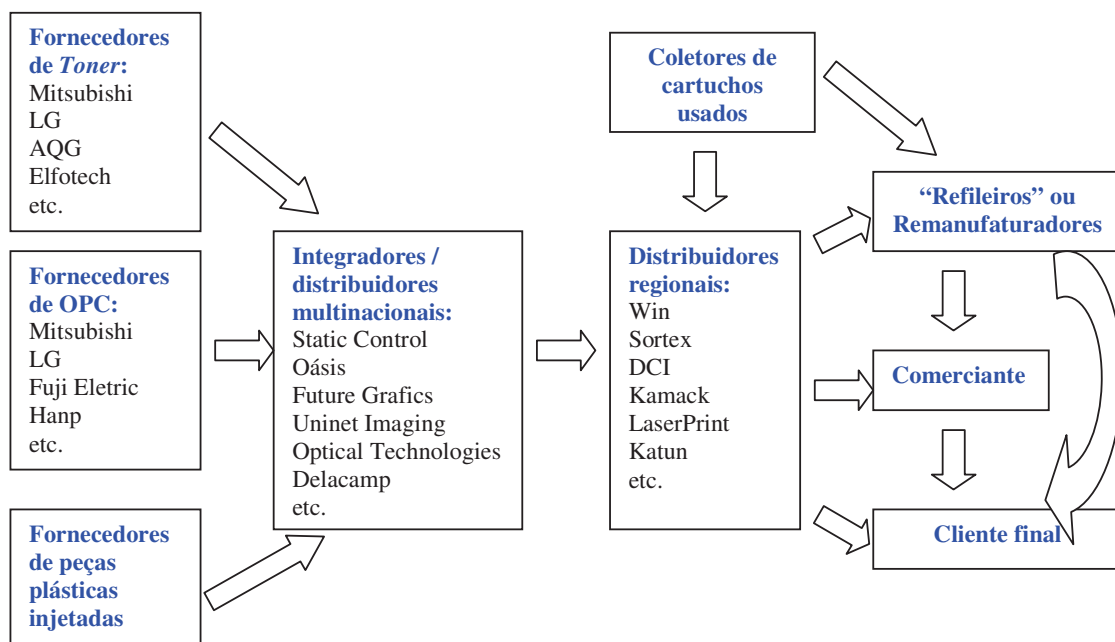 Fornecedores
de Toner:
Mitsubishi
LG
AQG
Elfotech
etc.
Fornecedores
de OPC:
Mitsubishi
LG
Fuji Eletric
Hanp
etc.
Fornecedores
de peças
plásticas
injetadas
Integradores /
distribuidores
multinacionais:
Static Control
Oásis
Future Grafics
Uninet Imaging
Optical Technologies
Delacamp
etc.
Coletores de
cartuchos
usados
Distribuidores
regionais:
Win
Sortex
DCI
Kamack
LaserPrint
Katun
etc.
“Refileiros” ou
Remanufaturadores
Comerciante
Cliente final